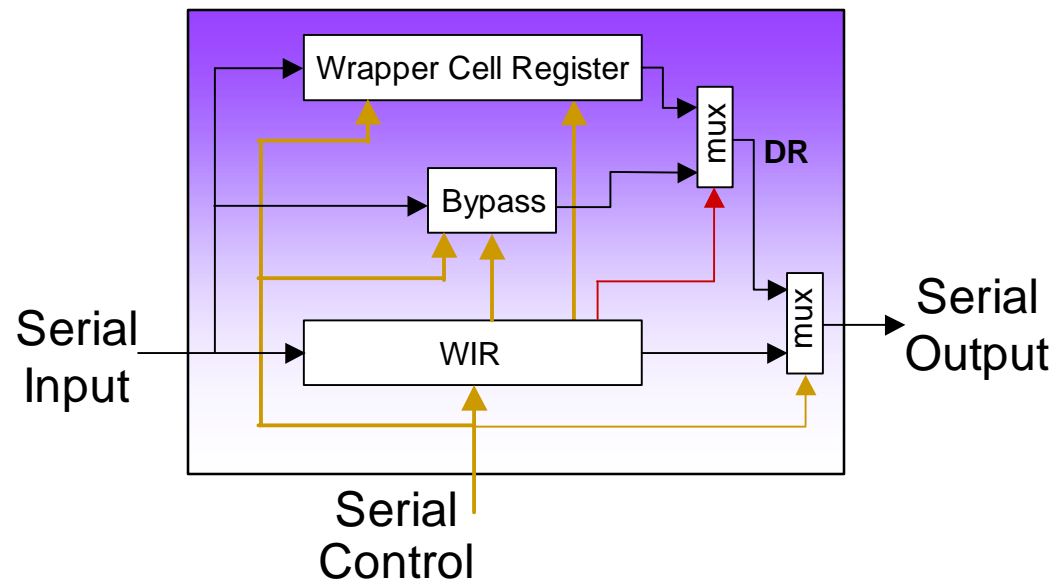 Wrapper Cell Register
mux
DR
Bypass
mux
Serial
Output
Serial
Input
WIR
Serial
Control